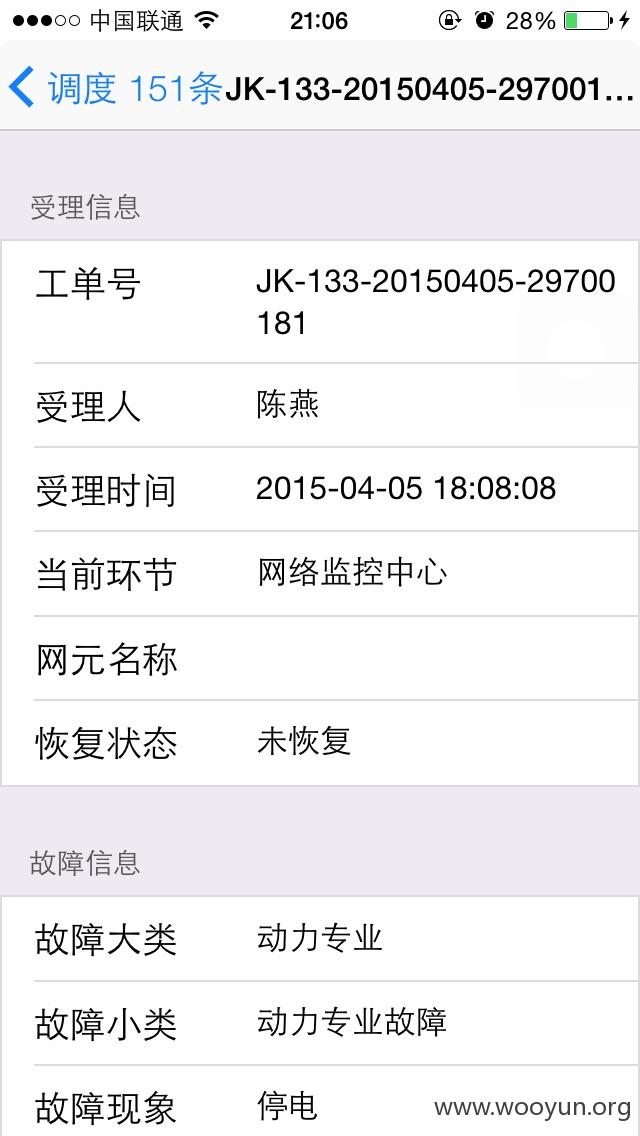 中国联通 21:06 28%
调度 151条 JK-133-20150405-297001...
受理信息
工单号 JK-133-20150405-29700
181
受理人 陈燕
受理时间 2015-04-05 18:08:08
当前环节 网络监控中心
网元名称
恢复状态 未恢复
故障信息
故障大类 动力专业
故障小类 动力专业故障
故障现象 停电
www.wooyun.org